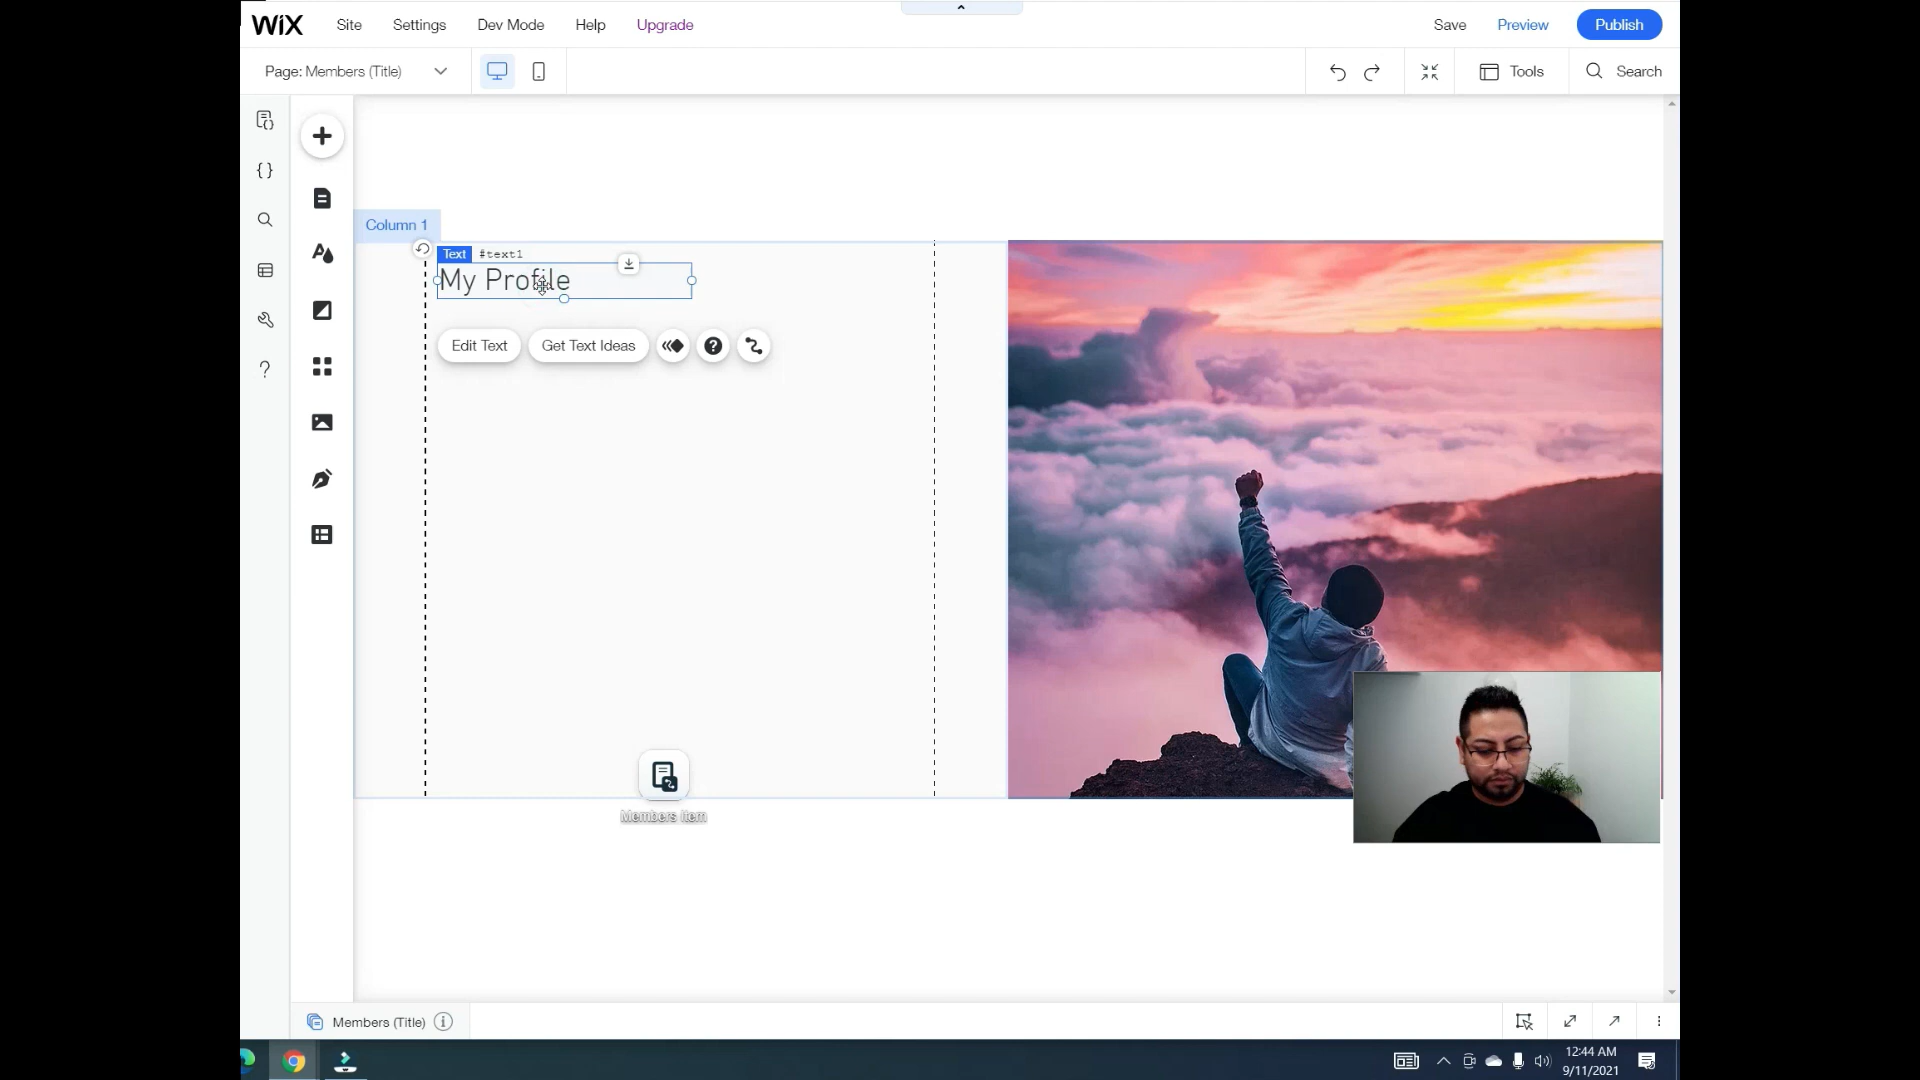 WiX Site Settings Dev Mode Help Upgrade Save Preview Publish
Page: Members (Title) Tools Search
Column 1
Text #text1
My Profile
Edit Text Get Text Ideas
Members item
Members (Title)
12:44 AM
9/11/2021